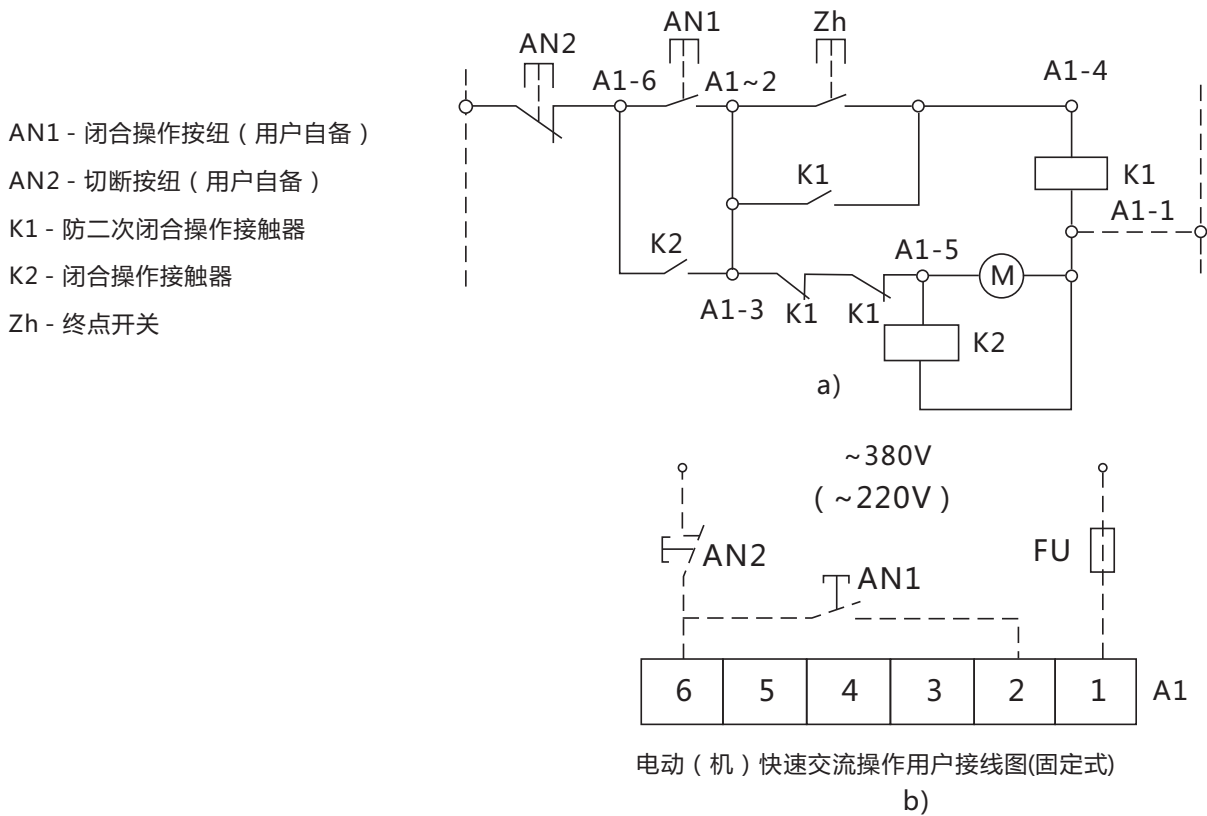 AN1 - 闭合操作按纽（用户自备）
AN2 - 切断按纽（用户自备）
K1 - 防二次闭合操作接触器
K2 - 闭合操作接触器
Zh - 终点开关
AN2
AN1
Zh
A1-6
A1~2
A1-4
K1
K1
A1-1
K2
A1-5
M
A1-3
K1
K1
K2
a)
~380V
（~220V）
AN2
AN1
FU
6 5 4 3 2 1 A1
电动（机）快速交流操作用户接线图(固定式)
b)